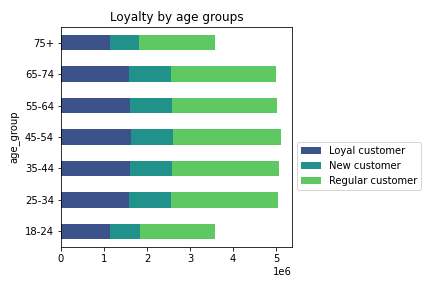 Loyalty by age groups
75+
65-74
55-64
45-54
35-44
25-34
18-24
age_group
0 1 2 3 4 5
1e6
Loyal customer
New customer
Regular customer